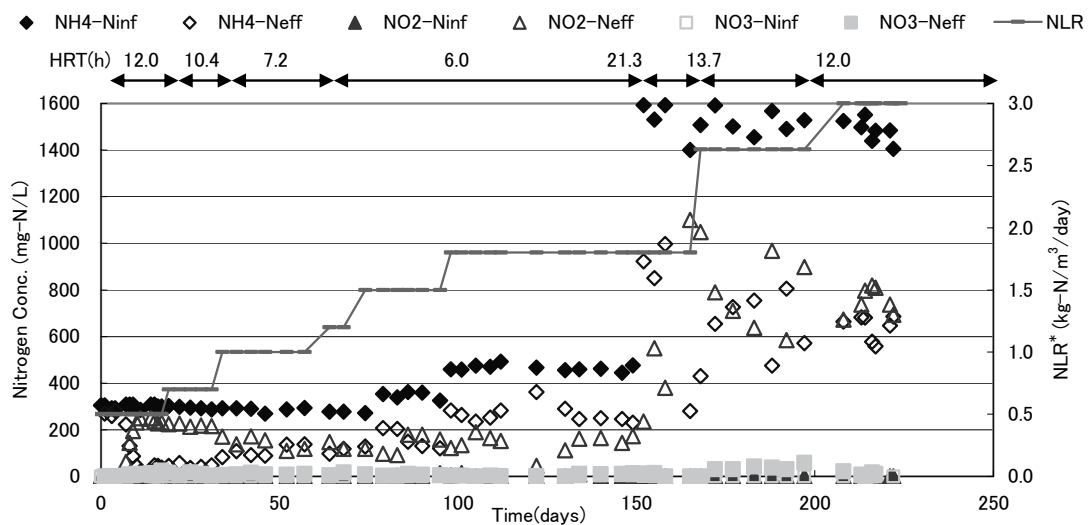 NH4-Ninf NH4-Neff NO2-Ninf NO2-Neff NO3-Ninf NO3-Neff NLR
HRT(h) 12.0 10.4 7.2 6.0 21.3 13.7 12.0
1600 3.0
1400
2.5
1200
1000 2.0
800 1.5
600
1.0
400
0.5
200
0 0.0
0 50 100 150 200 250
Time(days)
Nitrogen Conc. (mg-N/L)
NLR* (kg-N/m3/day)